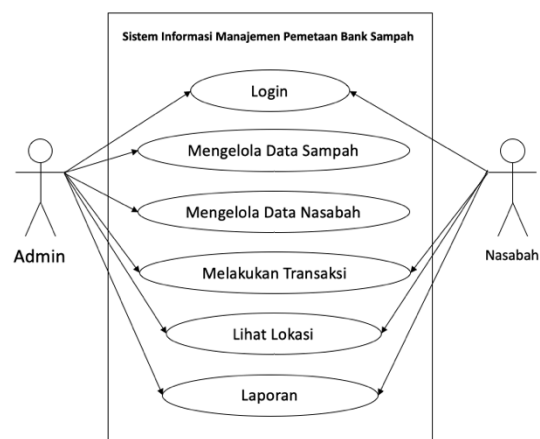 Sistem Informasi Manajemen Pemetaan Bank Sampah
Login
Mengelola Data Sampah
Mengelola Data Nasabah
Melakukan Transaksi
Lihat Lokasi
Laporan
Admin
Nasabah